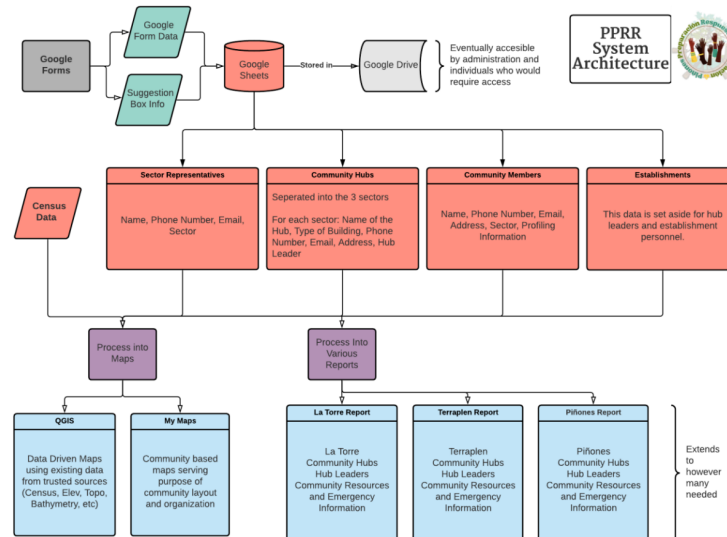 Google
Forms
Google
Form Data
Suggestion
Box Info
Google
Sheets
Stored in
Google Drive
Eventually accesible
by administration and
individuals who would
require access
PPRR
System
Architecture
Census
Data
Sector Representatives
Name, Phone Number, Email,
Sector
Community Hubs
Seperated into the 3 sectors
For each sector: Name of the
Hub, Type of Building, Phone
Number, Email, Address, Hub
Leader
Community Members
Name, Phone Number, Email,
Address, Sector, Profiling
Information
Establishments
This data is set aside for hub
leaders and establishment
personnel.
Process into
Maps
Process Into
Various
Reports
QGIS
Data Driven Maps
using existing data
from trusted sources
(Census, Elev, Topo,
Bathymetry, etc)
My Maps
Community based
maps serving
purpose of
community layout
and organization
La Torre Report
La Torre
Community Hubs
Hub Leaders
Community Resources
and Emergency
Information
Terraplen Report
Terraplen
Community Hubs
Hub Leaders
Community Resources
and Emergency
Information
Piñones Report
Piñones
Community Hubs
Hub Leaders
Community Resources
and Emergency
Information
Extends
to
however
many
needed